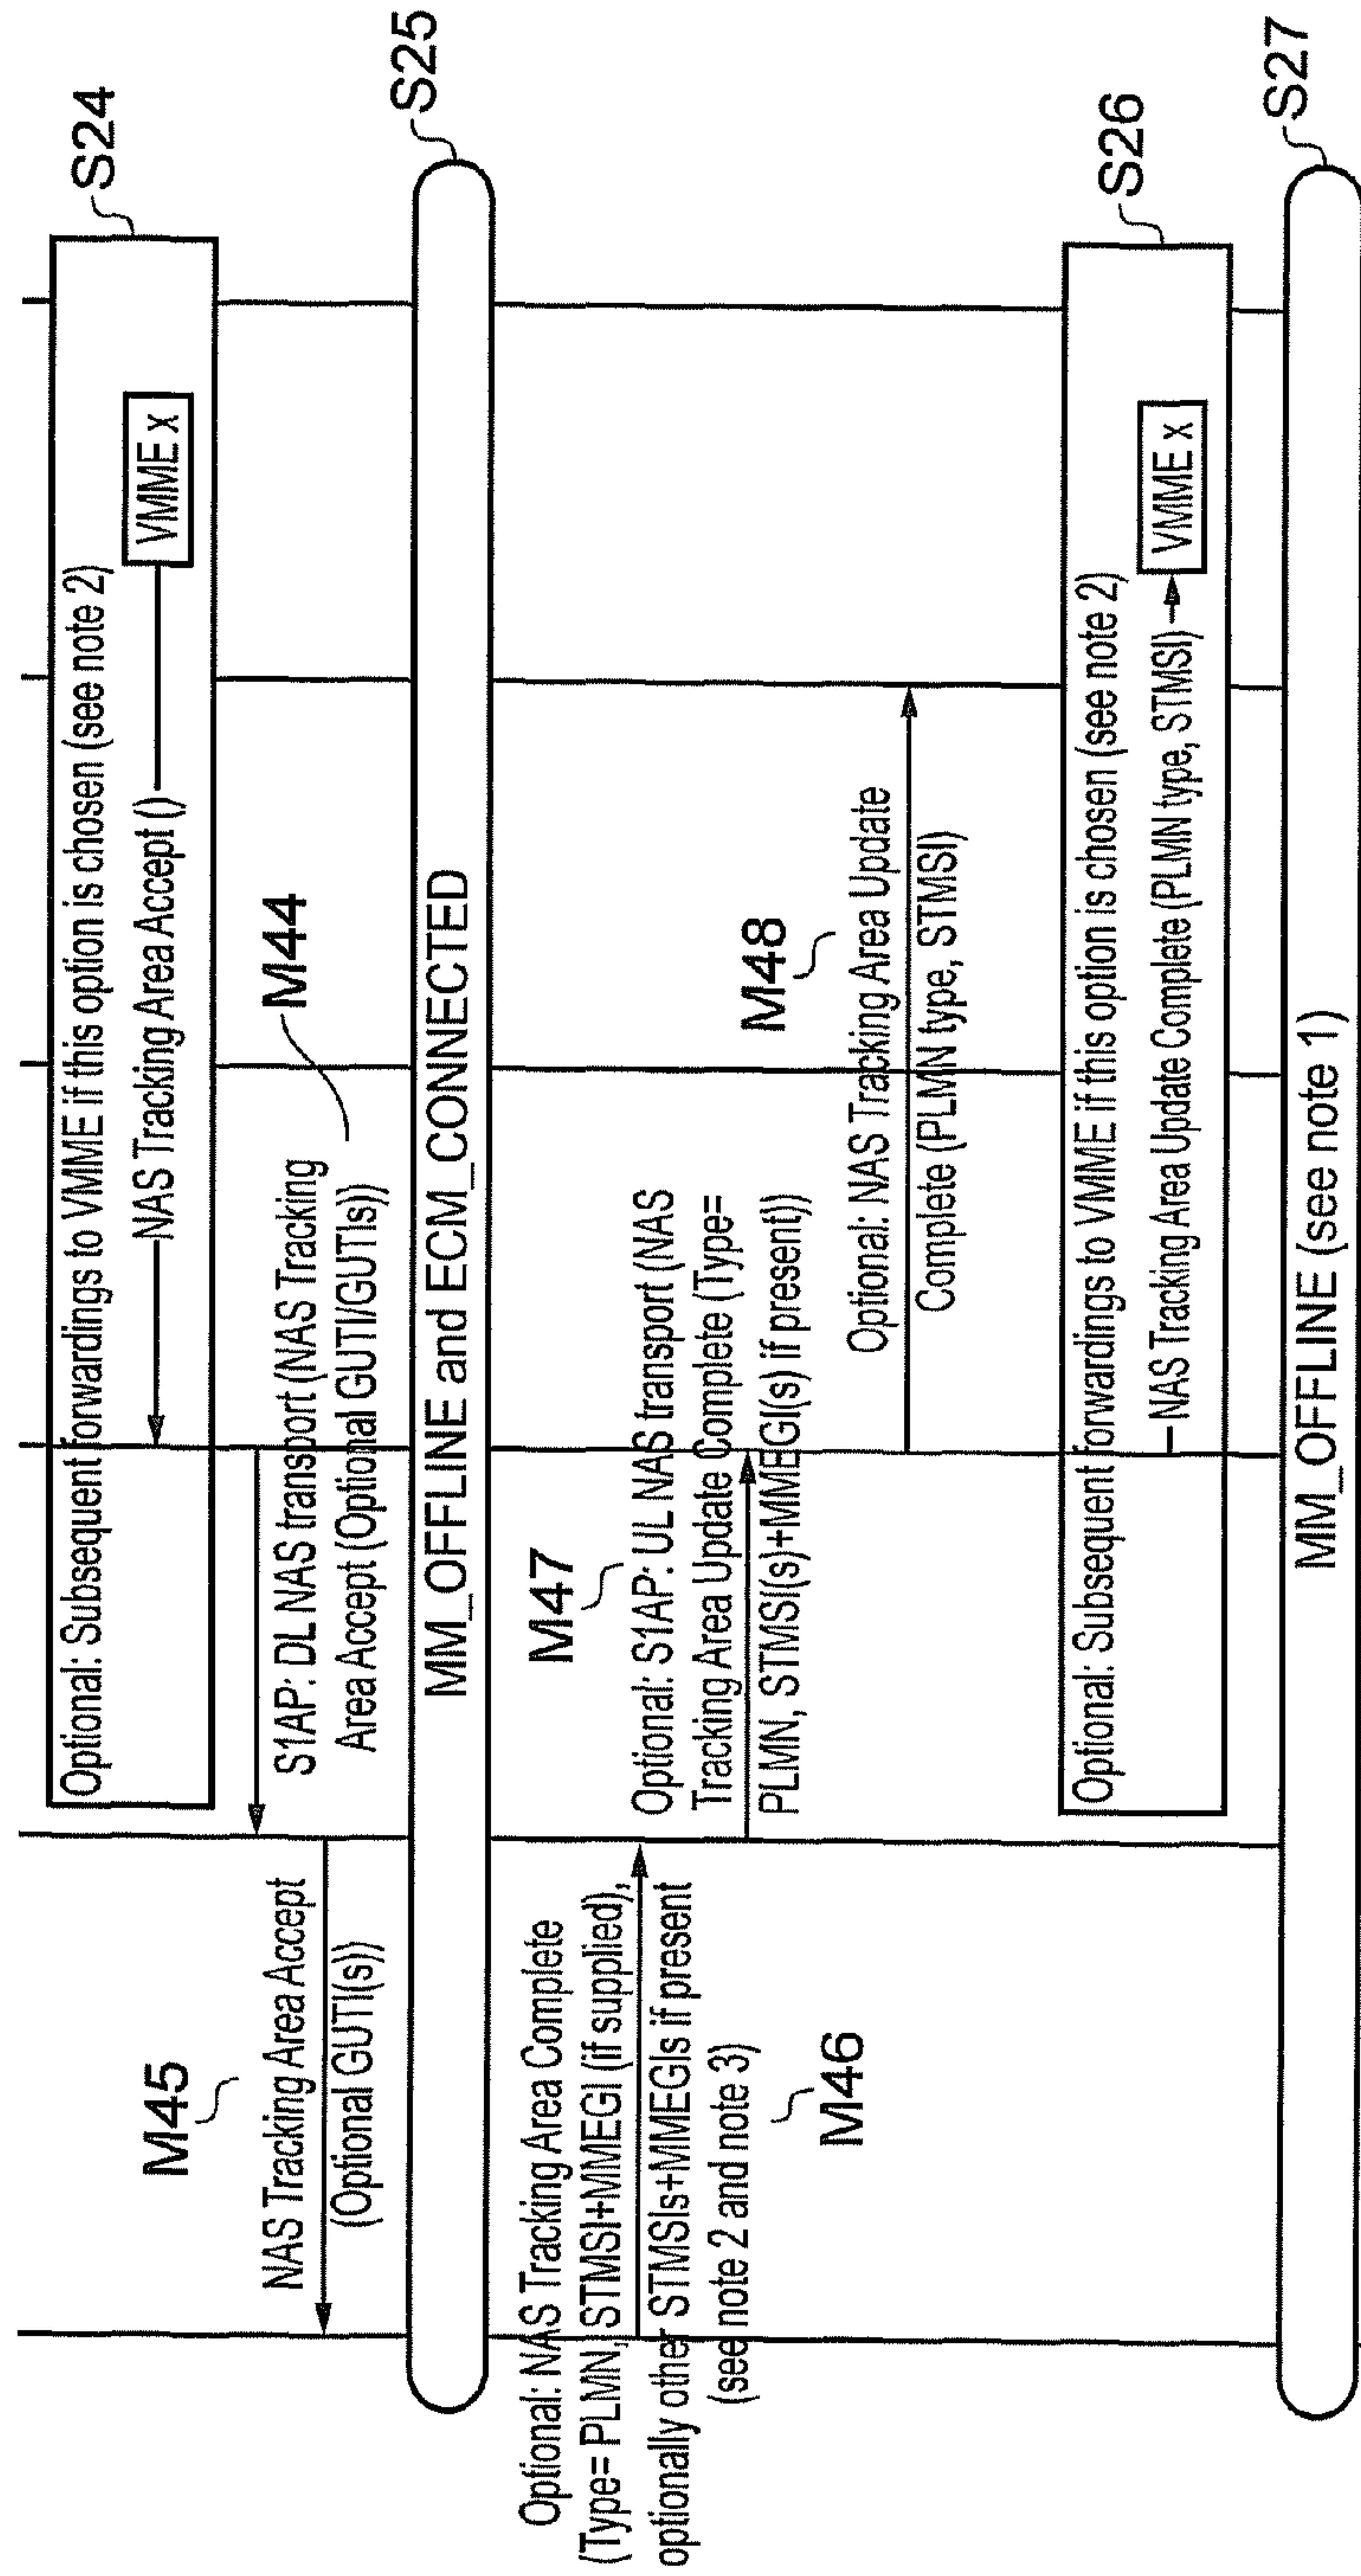 S24
Optional: Subsequent forwardings to VMME if this option is chosen (see note 2)
NAS Tracking Area Accept ()
VMME x
M44
S1AP: DL NAS transport (NAS Tracking
Area Accept (Optional GUTI/GUTIs))
M45
NAS Tracking Area Accept
(Optional GUTI(s))
S25
MM_OFFLINE and ECM_CONNECTED
Optional: NAS Tracking Area Complete
(Type= PLMN, STMSI+MMEGI (if supplied),
optionally other STMSIs+MMEGIs if present
(see note 2 and note 3)
M46
M47
Optional: S1AP: UL NAS transport (NAS
Tracking Area Update Complete (Type=
PLMN, STMSI(s)+MMEGI(s) if present))
M48
Optional: NAS Tracking Area Update
Complete (PLMN type, STMSI)
S26
Optional: Subsequent forwardings to VMME if this option is chosen (see note 2)
NAS Tracking Area Update Complete (PLMN type, STMSI)
VMME x
S27
MM_OFFLINE (see note 1)